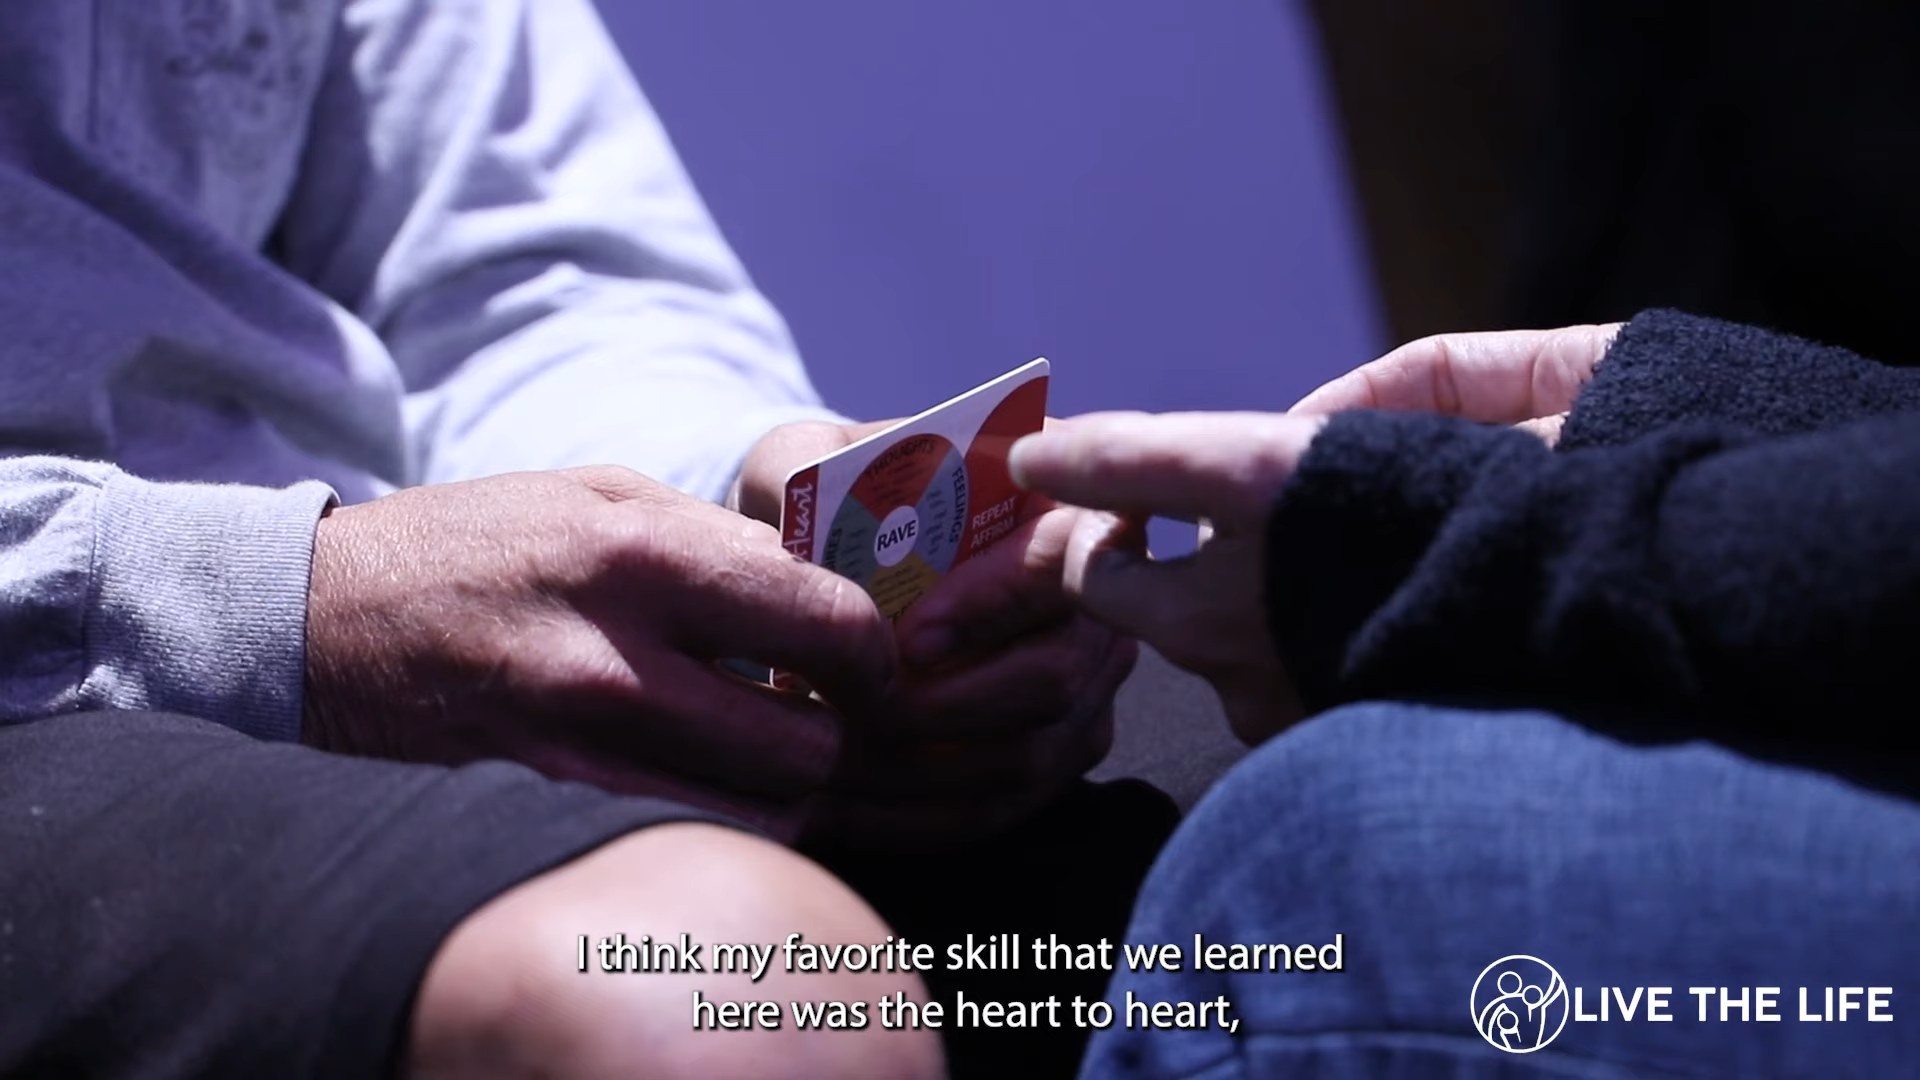 Heart
THOUGHTS
FEELINGS
RAVE
REPEAT
AFFIRM
I think my favorite skill that we learned
here was the heart to heart,
LIVE THE LIFE